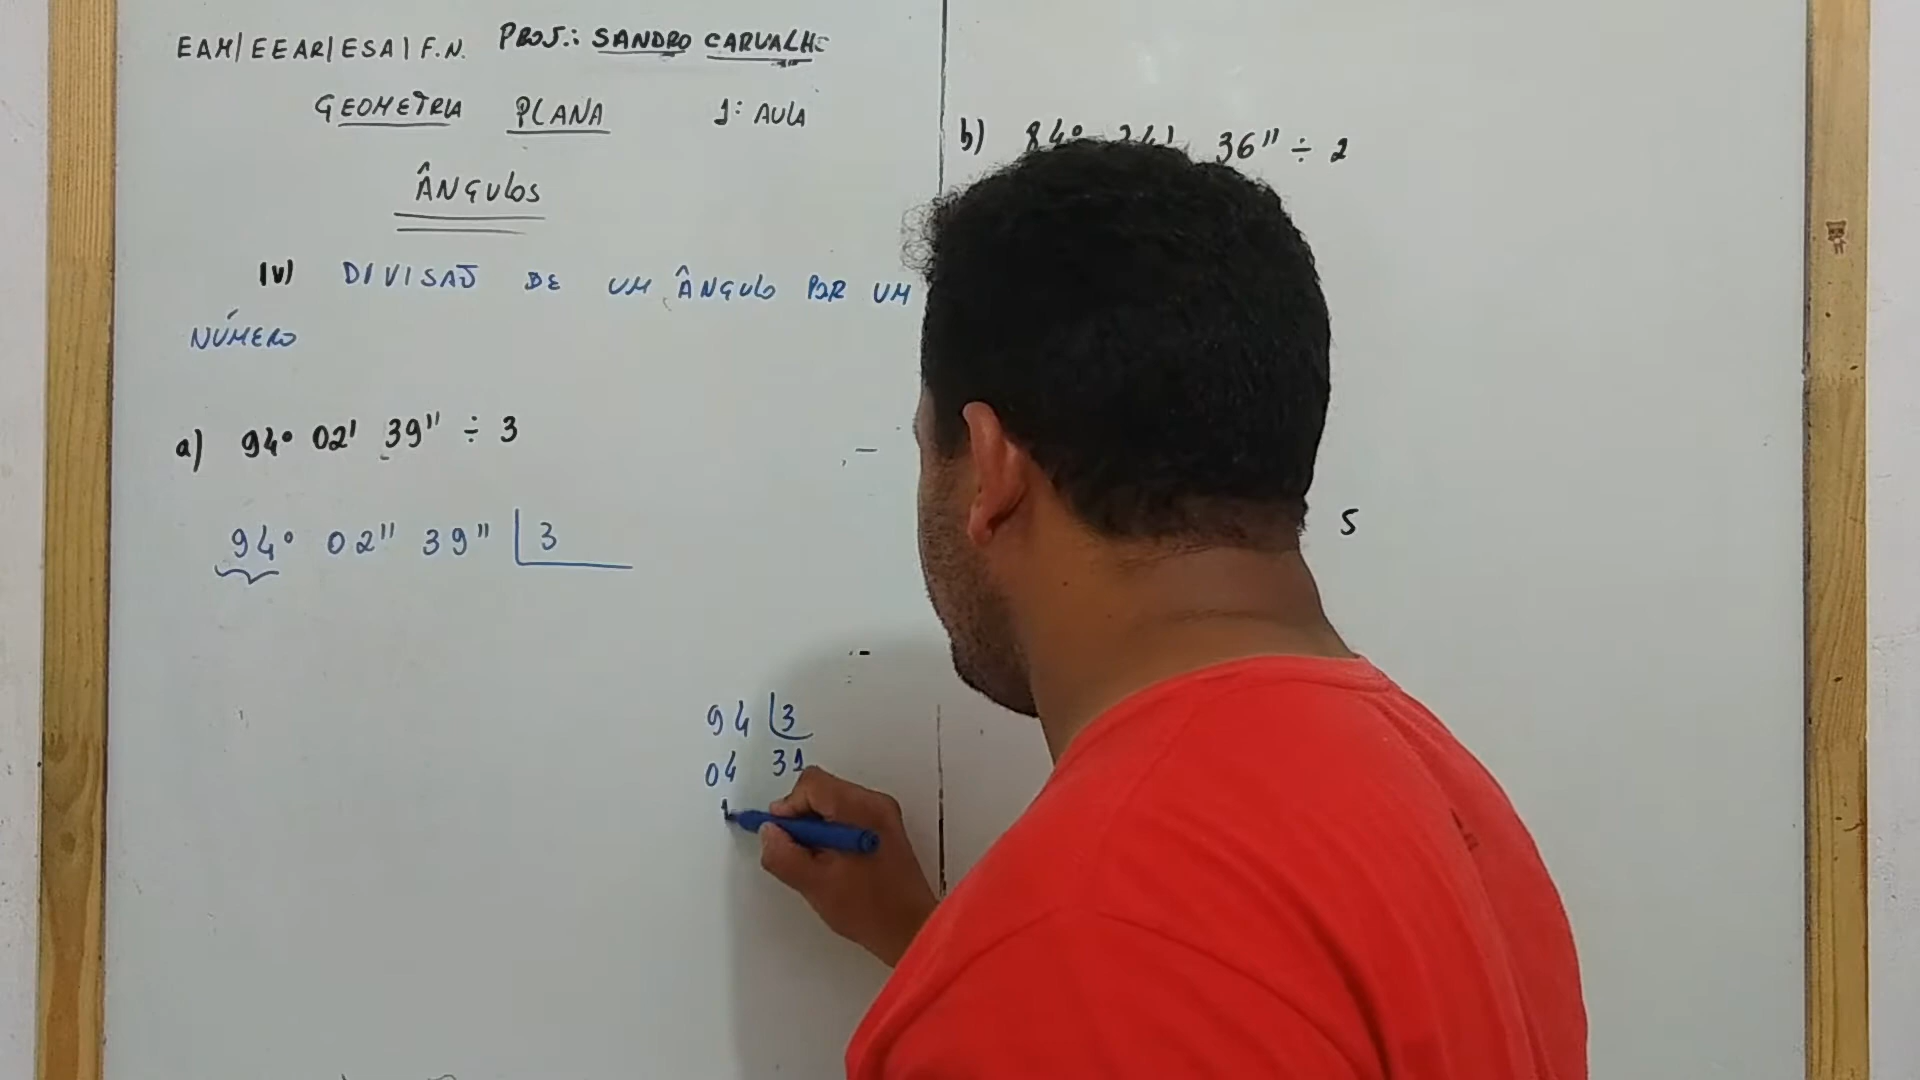 EAM/EEAR/ESA/F.N. PROF.: SANDRO CARVALHO
GEOMETRIA PLANA 1ª AULA
ÂNGULOS
IV) DIVISÃO DE UM ÂNGULO POR UM
NÚMERO
a) 94° 02' 39" ÷ 3
94° 02" 39" 3
94 3
04 31
1
b) 84° 24' 36" ÷ 2
5